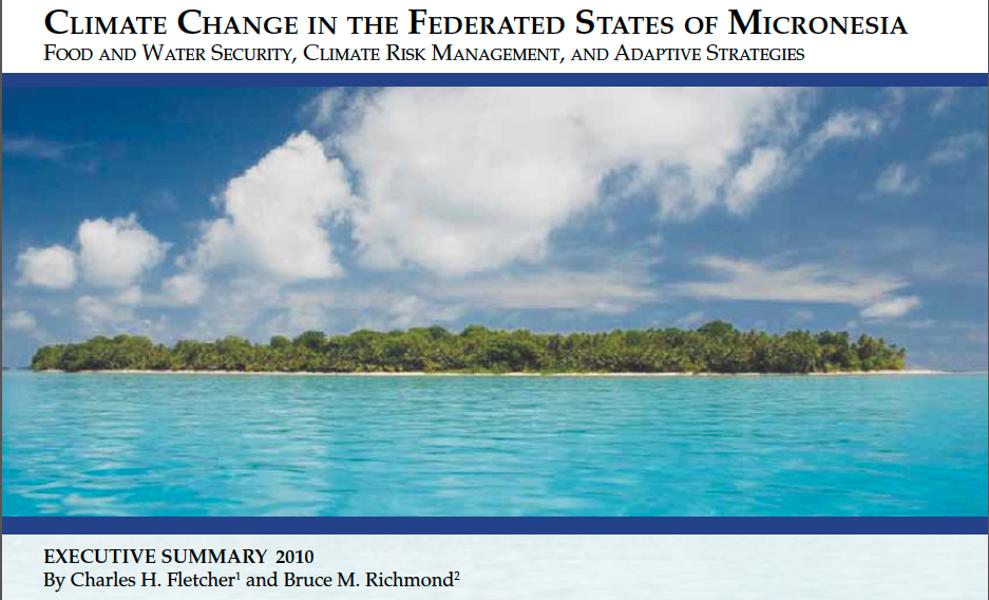 CLIMATE CHANGE IN THE FEDERATED STATES OF MICRONESIA
FOOD AND WATER SECURITY, CLIMATE RISK MANAGEMENT, AND ADAPTIVE STRATEGIES
EXECUTIVE SUMMARY 2010
By Charles H. Fletcher¹ and Bruce M. Richmond²